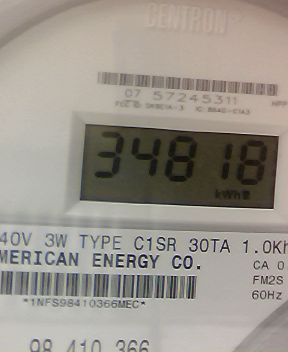 CENTRON
07 57245311
34818
kWh
40V 3W TYPE C1SR 30TA 1.0Kh
MERICAN ENERGY CO.
CA 0
FM2S
*1NFS98410366MEC*
60Hz
98 410 366